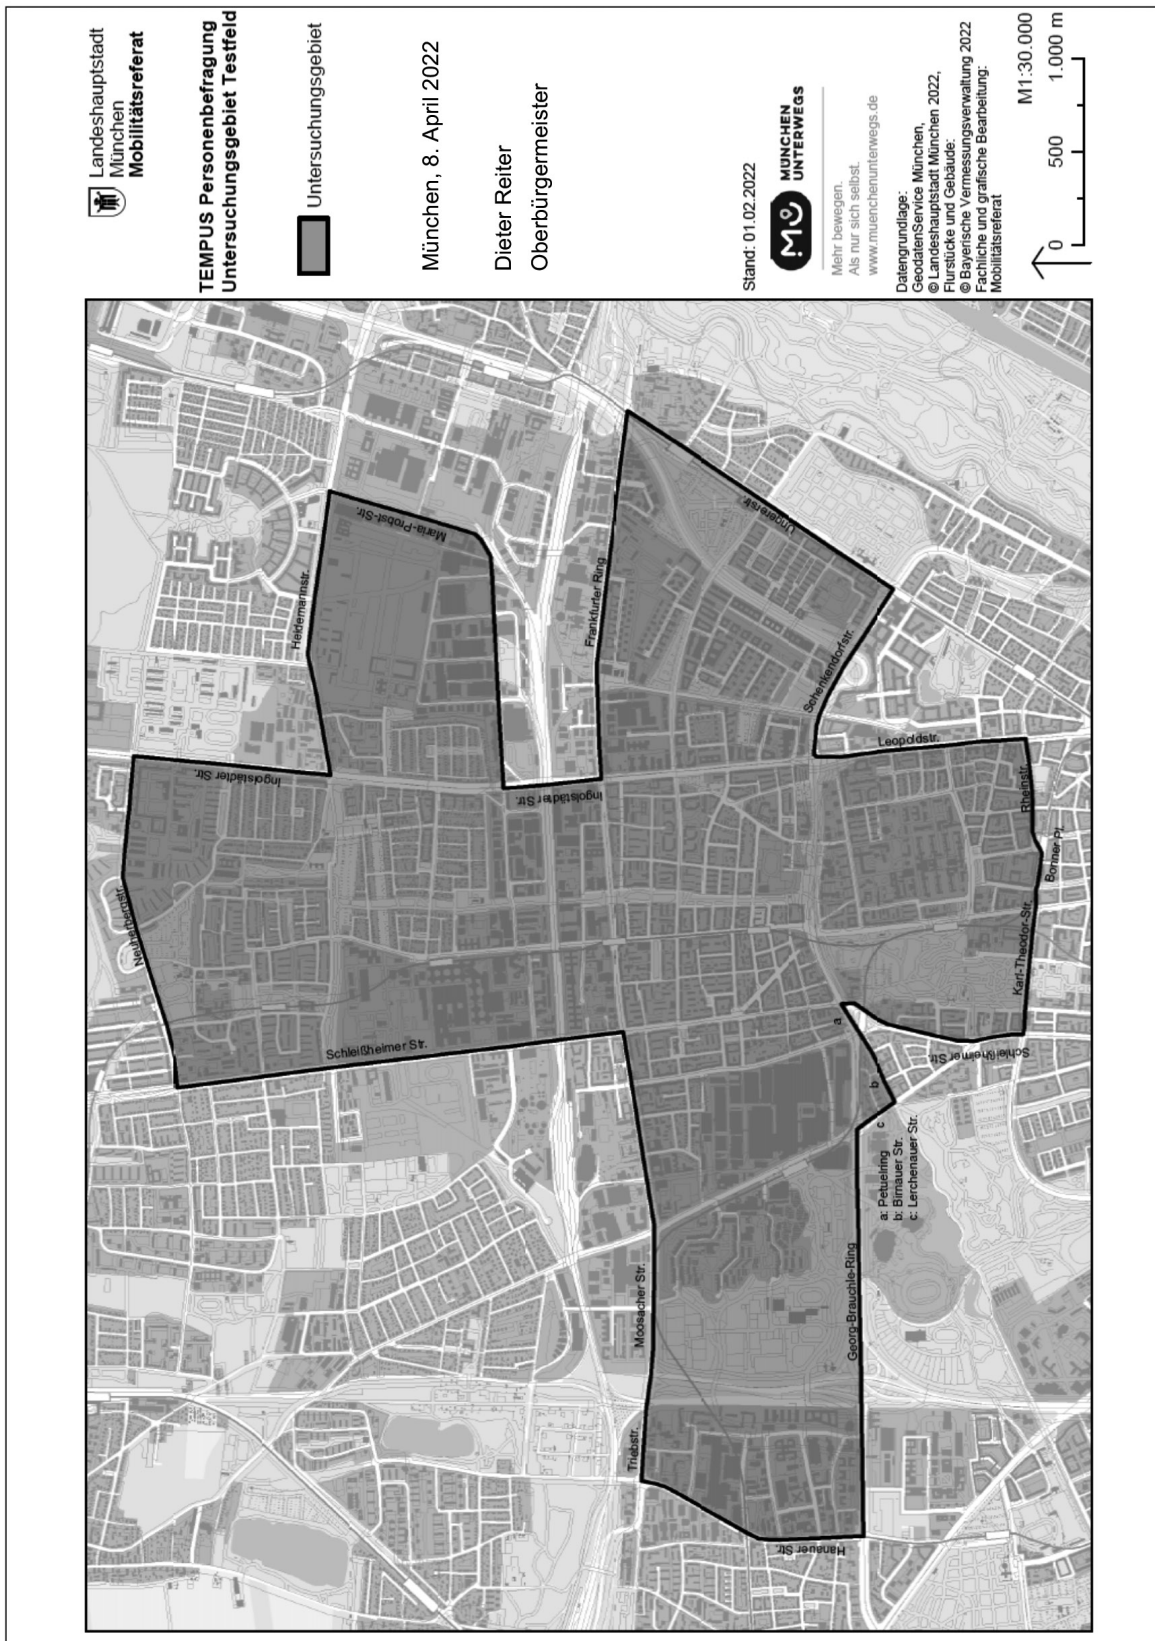 Landeshauptstadt
München
Mobilitätsreferat
TEMPUS Personenbefragung
Untersuchungsgebiet Testfeld
Untersuchungsgebiet
München, 8. April 2022
Dieter Reiter
Oberbürgermeister
Stand: 01.02.2022
MÜNCHEN
UNTERWEGS
Mehr bewegen.
Als nur sich selbst.
www.muenchenunterwegs.de
Datengrundlage:
GeodatenService München,
© Landeshauptstadt München 2022,
Flurstücke und Gebäude:
© Bayerische Vermessungsverwaltung 2022
Fachliche und grafische Bearbeitung:
Mobilitätsreferat
M1:30.000
0 500 1.000 m
Neuherbergstr.
Ingolstädter Str.
Heidemannstr.
Maria-Probst-Str.
Schleißheimer Str.
Ingolstädter Str.
Frankfurter Ring
Ungererstr.
Triebstr.
Moosacher Str.
Schenkendorfstr.
Leopoldstr.
Hanauer Str.
Georg-Brauchle-Ring
a
b
c
a: Petuelring
b: Birnauer Str.
c: Lerchenauer Str.
Schleißheimer Str.
Karl-Theodor-Str.
Bonner Pl.
Rheinstr.